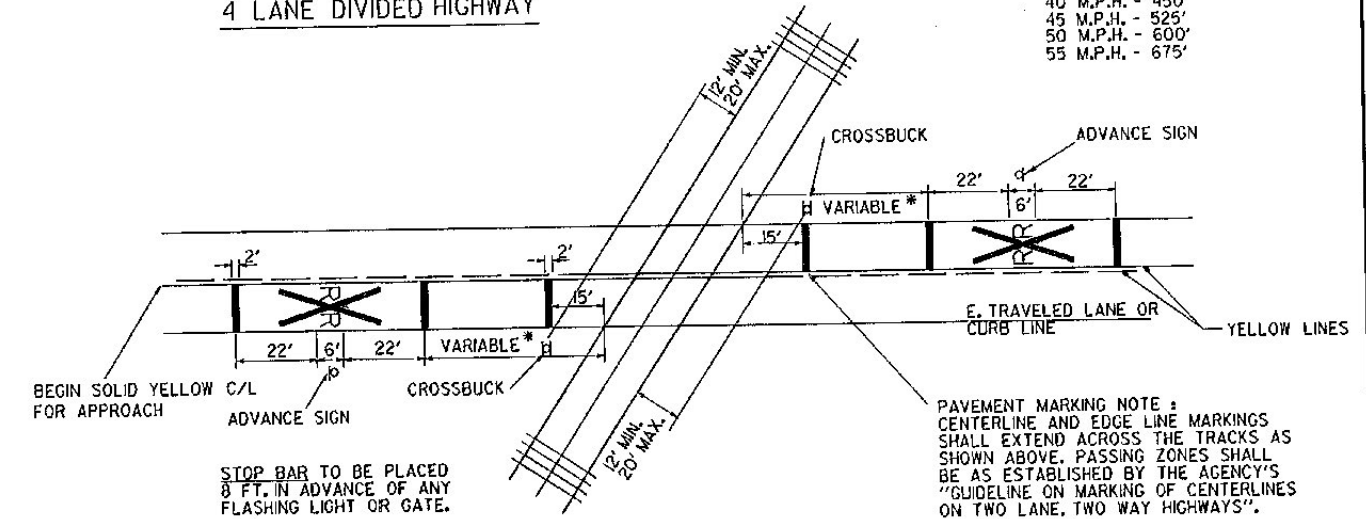 4 LANE DIVIDED HIGHWAY
40 M.P.H. - 450'
45 M.P.H. - 525'
50 M.P.H. - 600'
55 M.P.H. - 675'
12' MIN.
20' MAX.
CROSSBUCK
ADVANCE SIGN
22'
22'
VARIABLE *
6'
15'
RR
2'
2'
RR
15'
E. TRAVELED LANE OR
CURB LINE
YELLOW LINES
22'
6'
22'
VARIABLE *
BEGIN SOLID YELLOW C/L
FOR APPROACH
ADVANCE SIGN
CROSSBUCK
12' MIN.
20' MAX.
STOP BAR TO BE PLACED
8 FT. IN ADVANCE OF ANY
FLASHING LIGHT OR GATE.
PAVEMENT MARKING NOTE :
CENTERLINE AND EDGE LINE MARKINGS
SHALL EXTEND ACROSS THE TRACKS AS
SHOWN ABOVE. PASSING ZONES SHALL
BE AS ESTABLISHED BY THE AGENCY'S
"GUIDELINE ON MARKING OF CENTERLINES
ON TWO LANE, TWO WAY HIGHWAYS".